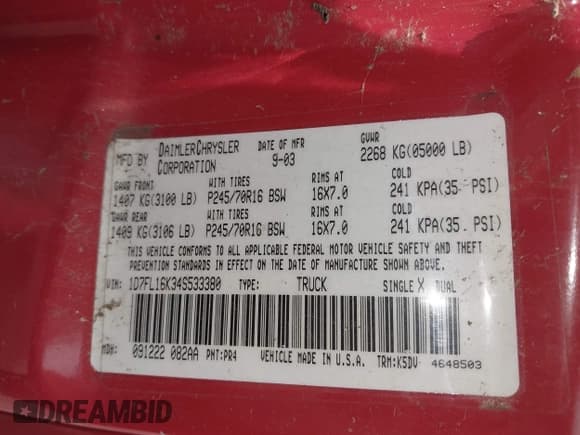 MFD BY DAIMLERCHRYSLER CORPORATION DATE OF MFR 9-03 GVWR 2268 KG(05000 LB)
GAWR FRONT WITH TIRES RIMS AT COLD
1407 KG(3100 LB) P245/70R16 BSW 16X7.0 241 KPA(35. PSI)
GAWR REAR WITH TIRES RIMS AT COLD
1409 KG(3106 LB) P245/70R16 BSW 16X7.0 241 KPA(35. PSI)
THIS VEHICLE CONFORMS TO ALL APPLICABLE FEDERAL MOTOR VEHICLE SAFETY AND THEFT
PREVENTION STANDARDS IN EFFECT ON THE DATE OF MANUFACTURE SHOWN ABOVE.
VIN: 1D7FL16K34S533380 TYPE: TRUCK SINGLE X DUAL
MDH: 091222 082AA PNT:PR4 VEHICLE MADE IN U.S.A. TRM:K5DV 4648503
DREAMBID